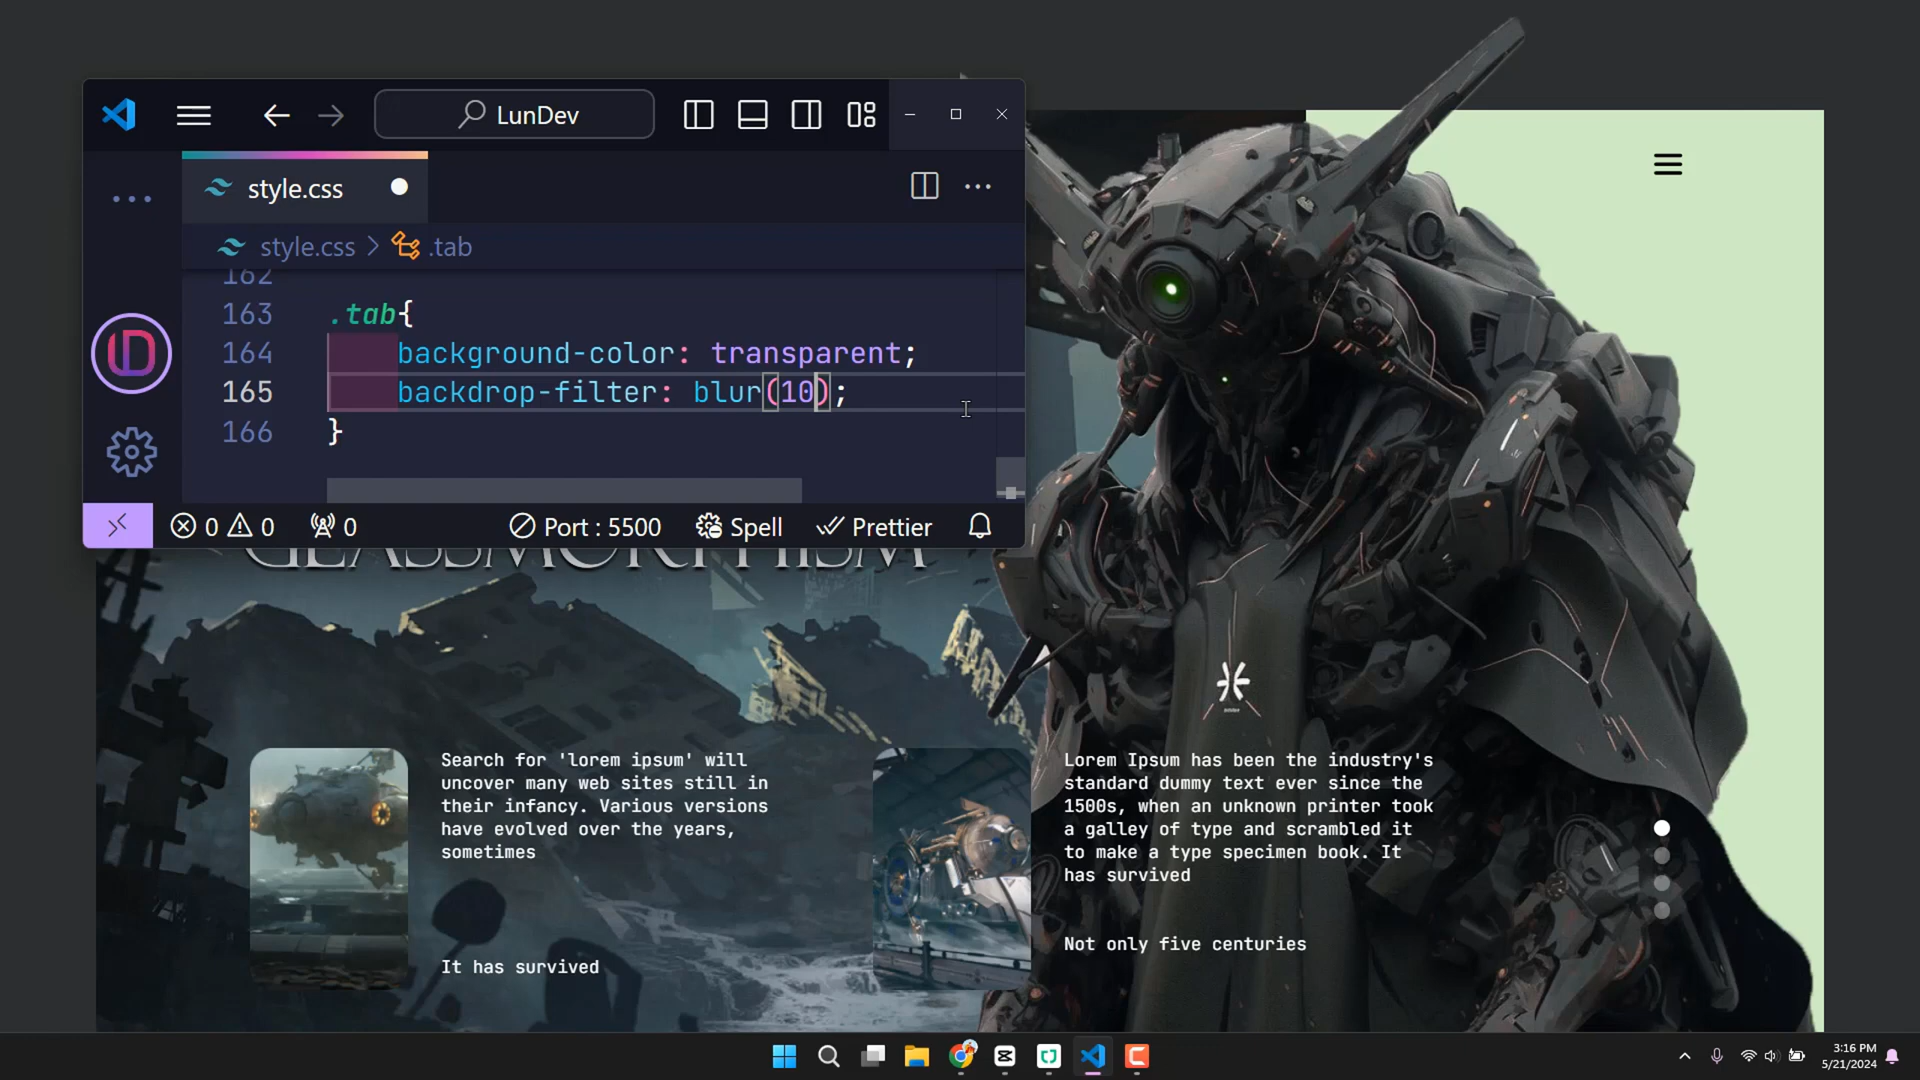 LunDev
style.css
style.css > .tab
162
163 .tab{
164 background-color: transparent;
165 backdrop-filter: blur(10);
166 }
0 0 0 Port : 5500 Spell Prettier
GLASSMORPHISM
Search for 'lorem ipsum' will
uncover many web sites still in
their infancy. Various versions
have evolved over the years,
sometimes
It has survived
Lorem Ipsum has been the industry's
standard dummy text ever since the
1500s, when an unknown printer took
a galley of type and scrambled it
to make a type specimen book. It
has survived
Not only five centuries
3:16 PM
5/21/2024